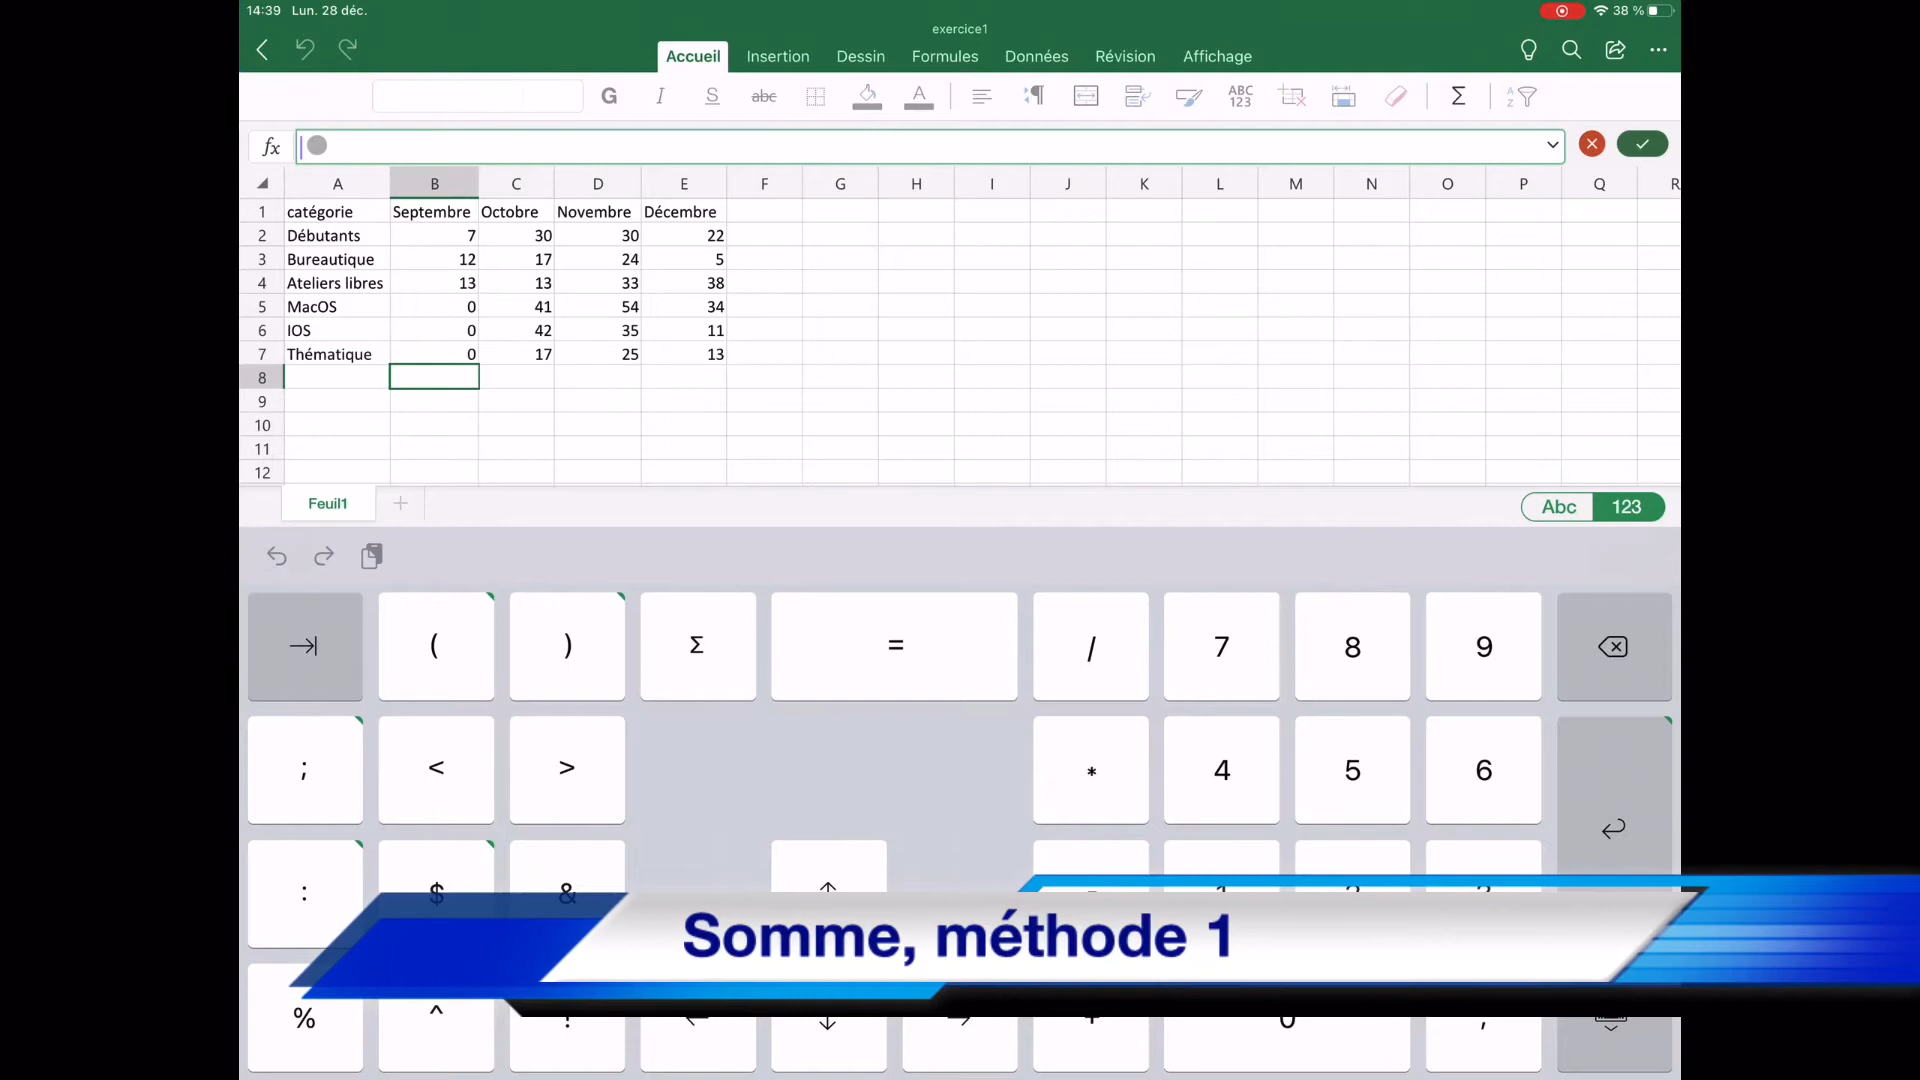 14:39 Lun. 28 déc.
38 %
exercice1
Accueil Insertion Dessin Formules Données Révision Affichage
G I S abc A ABC 123 Σ A Z
fx
A B C D E F G H I J K L M N O P Q R
1 catégorie Septembre Octobre Novembre Décembre
2 Débutants 7 30 30 22
3 Bureautique 12 17 24 5
4 Ateliers libres 13 13 33 38
5 MacOS 0 41 54 34
6 IOS 0 42 35 11
7 Thématique 0 17 25 13
8
9
10
11
12
Feuil1 +
Abc 123
( ) Σ = / 7 8 9
; < > * 4 5 6
: $ &
Somme, méthode 1
% ^